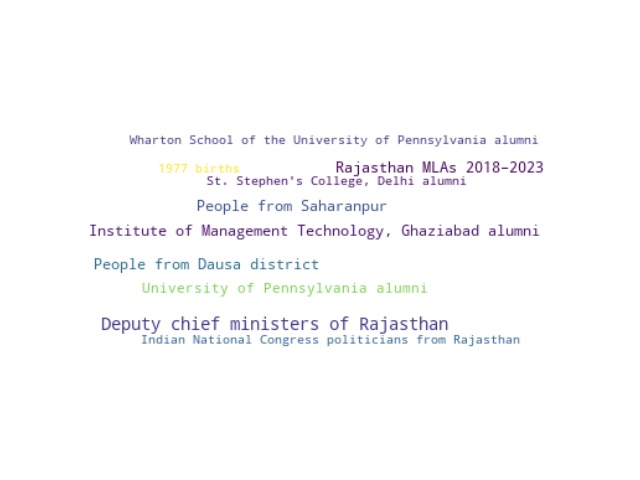 Wharton School of the University of Pennsylvania alumni
1977 births
Rajasthan MLAs 2018–2023
St. Stephen's College, Delhi alumni
People from Saharanpur
Institute of Management Technology, Ghaziabad alumni
People from Dausa district
University of Pennsylvania alumni
Deputy chief ministers of Rajasthan
Indian National Congress politicians from Rajasthan